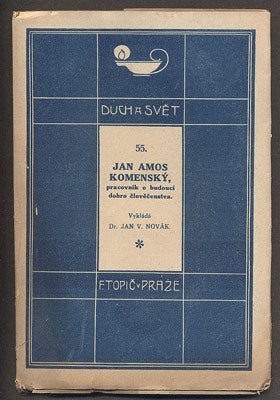 DUCH A SVĚT
55.
JAN AMOS
KOMENSKÝ,
pracovník o budoucí
dobro člověčenstva.
Vykládá
Dr. JAN V. NOVÁK.
F. TOPIČ V PRAZE